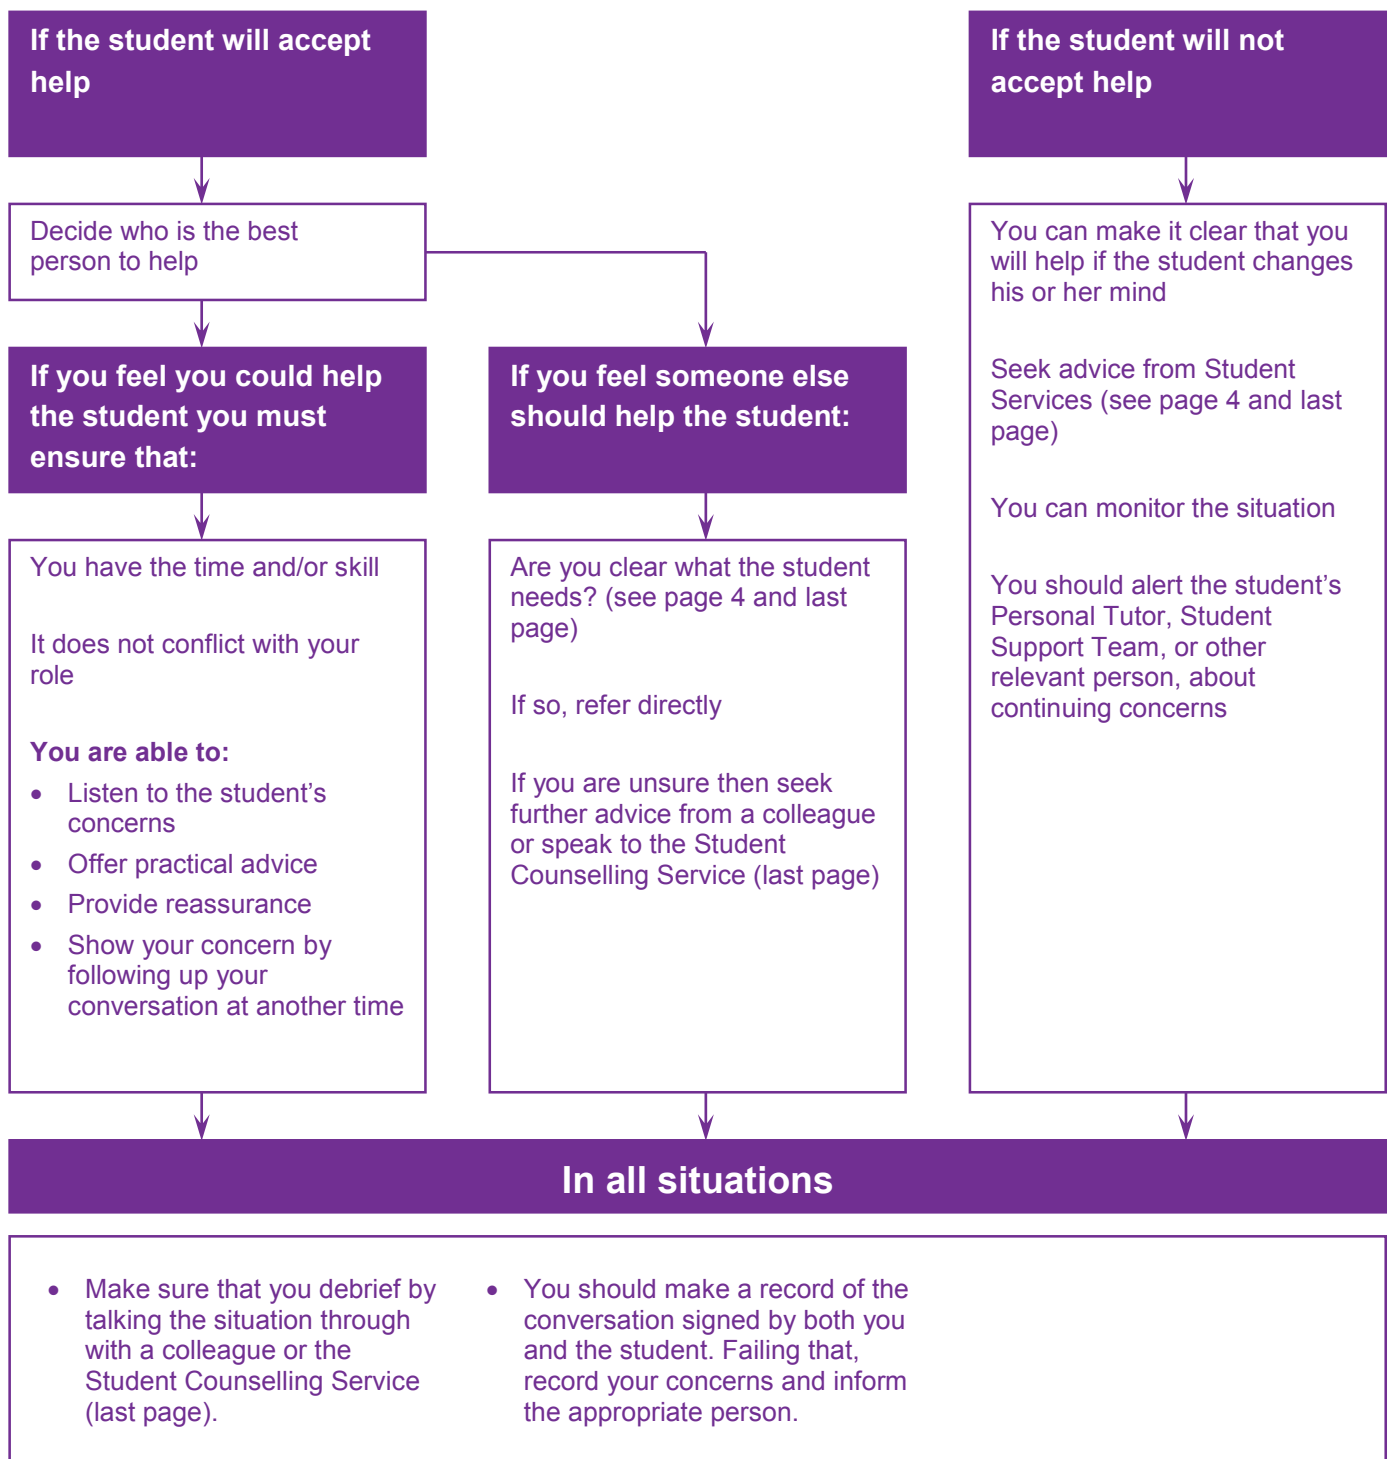 If the student will accept
help
Decide who is the best
person to help
If you feel you could help
the student you must
ensure that:
You have the time and/or skill
It does not conflict with your
role
You are able to:
• Listen to the student’s
concerns
• Offer practical advice
• Provide reassurance
• Show your concern by
following up your
conversation at another time
If you feel someone else
should help the student:
Are you clear what the student
needs? (see page 4 and last
page)
If so, refer directly
If you are unsure then seek
further advice from a colleague
or speak to the Student
Counselling Service (last page)
If the student will not
accept help
You can make it clear that you
will help if the student changes
his or her mind
Seek advice from Student
Services (see page 4 and last
page)
You can monitor the situation
You should alert the student’s
Personal Tutor, Student
Support Team, or other
relevant person, about
continuing concerns
In all situations
• Make sure that you debrief by
talking the situation through
with a colleague or the
Student Counselling Service
(last page).
• You should make a record of the
conversation signed by both you
and the student. Failing that,
record your concerns and inform
the appropriate person.